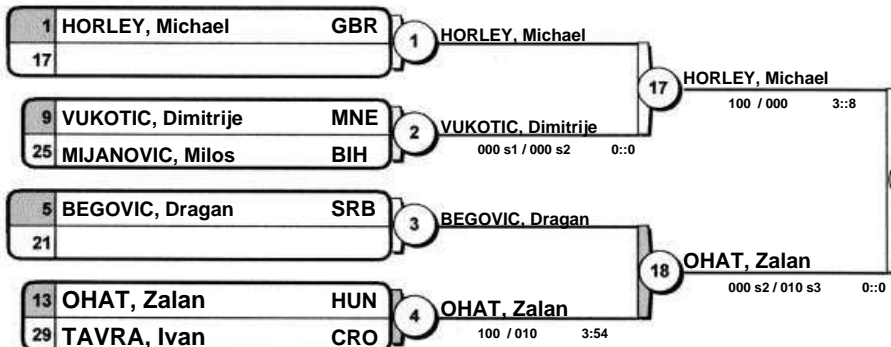 1 HORLEY, Michael GBR
17
1 HORLEY, Michael
9 VUKOTIC, Dimitrije MNE
25 MIJANOVIC, Milos BIH
2 VUKOTIC, Dimitrije
000 s1 / 000 s2 0::0
17 HORLEY, Michael
100 / 000 3::8
5 BEGOVIC, Dragan SRB
21
3 BEGOVIC, Dragan
13 OHAT, Zalan HUN
29 TAVRA, Ivan CRO
4 OHAT, Zalan
100 / 010 3:54
18 OHAT, Zalan
000 s2 / 010 s3 0::0